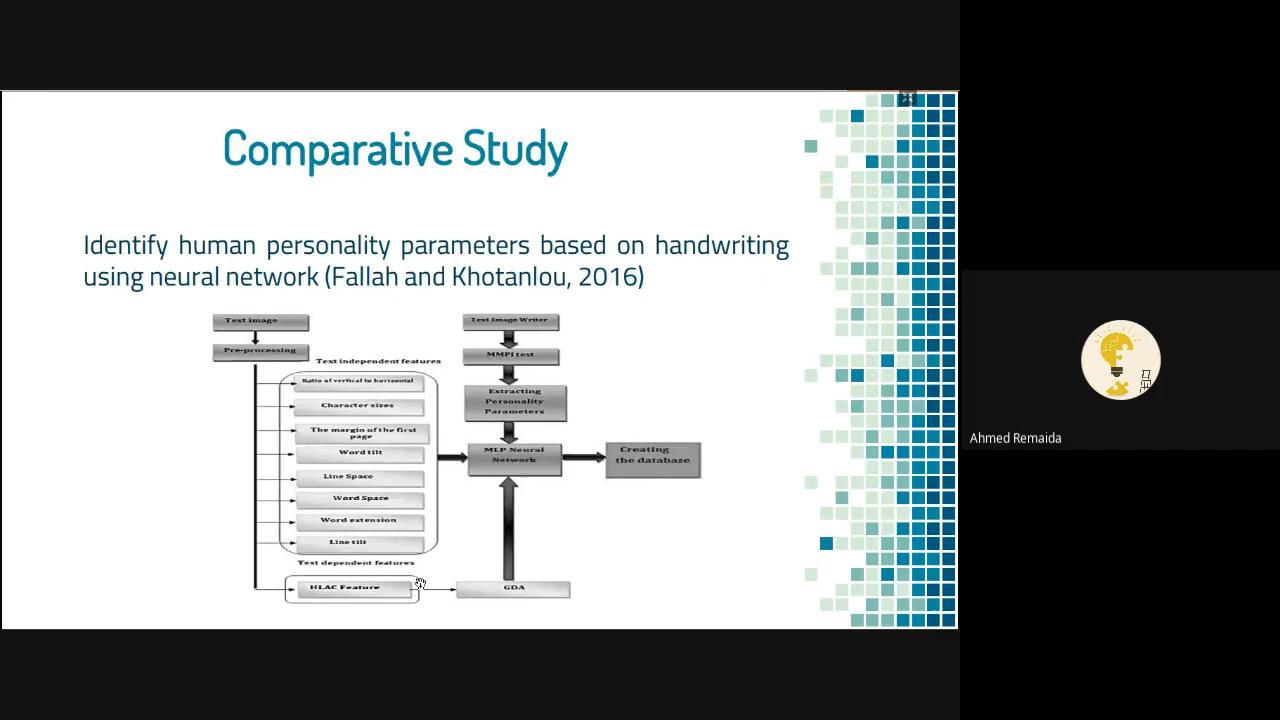 Comparative Study
Identify human personality parameters based on handwriting
using neural network (Fallah and Khotanlou, 2016)
Text image
Pre-processing
Text independent features
Ratio of vertical to horizontal
Character sizes
The margin of the first
page
Word tilt
Line Space
Word Space
Word extension
Line tilt
Text dependent features
HLAC Feature
GDA
Text Image Writer
MMPI test
Extracting
Personality
Parameters
MLP Neural
Network
Creating
the database
Ahmed Remaida